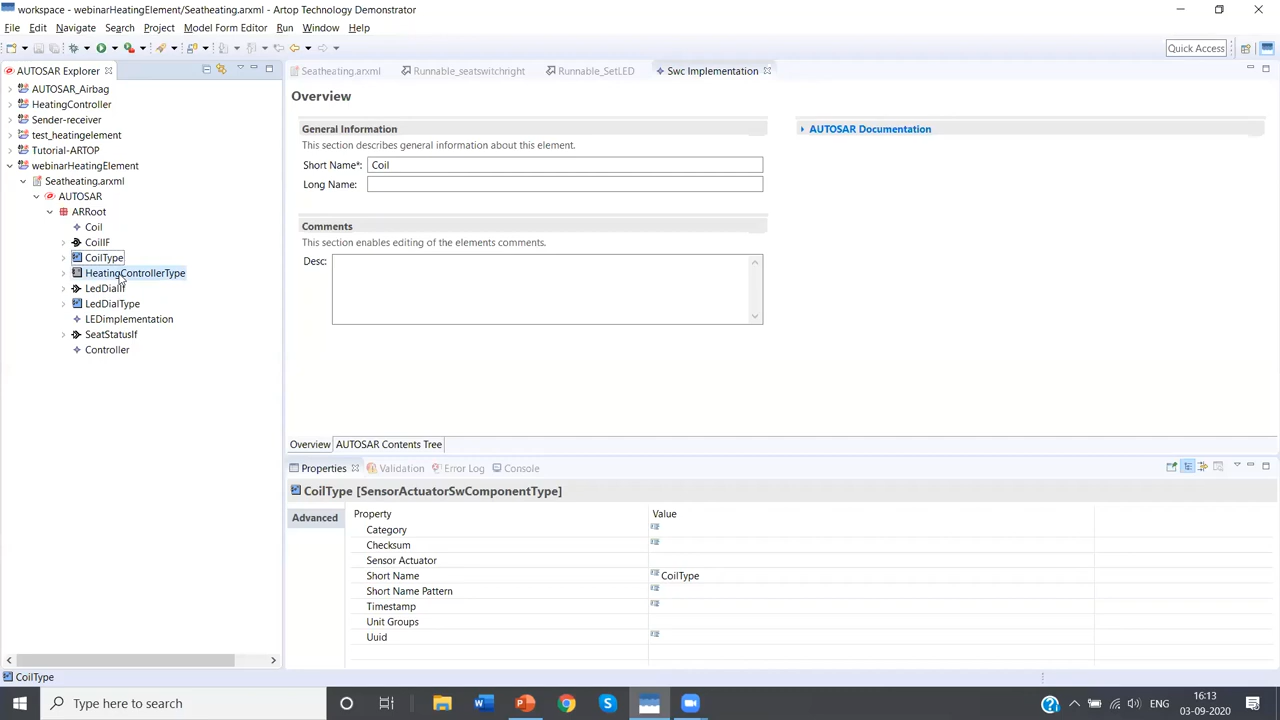 workspace - webinarHeatingElement/Seatheating.arxml - Artop Technology Demonstrator
File Edit Navigate Search Project Model Form Editor Run Window Help
Quick Access
AUTOSAR Explorer
AUTOSAR_Airbag
HeatingController
Sender-receiver
test_heatingelement
Tutorial-ARTOP
webinarHeatingElement
Seatheating.arxml
AUTOSAR
ARRoot
Coil
CoilIF
CoilType
HeatingControllerType
LedDialIf
LedDialType
LEDimplementation
SeatStatusIf
Controller
Seatheating.arxml Runnable_seatswitchright Runnable_SetLED Swc Implementation
Overview
General Information
This section describes general information about this element.
Short Name*: Coil
Long Name:
Comments
This section enables editing of the elements comments.
Desc:
AUTOSAR Documentation
Overview AUTOSAR Contents Tree
Properties Validation Error Log Console
CoilType [SensorActuatorSwComponentType]
Advanced
Property Value
Category
Checksum
Sensor Actuator
Short Name CoilType
Short Name Pattern
Timestamp
Unit Groups
Uuid
CoilType
Type here to search
ENG
16:13
03-09-2020